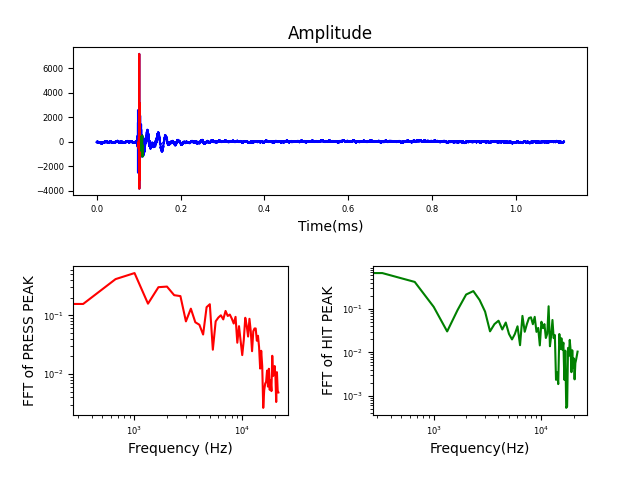 Amplitude
6000
4000
2000
0
−2000
−4000
0.0 0.2 0.4 0.6 0.8 1.0
Time(ms)
FFT of PRESS PEAK
10⁻¹
10⁻²
10³ 10⁴
Frequency (Hz)
FFT of HIT PEAK
10⁻¹
10⁻²
10⁻³
10³ 10⁴
Frequency(Hz)